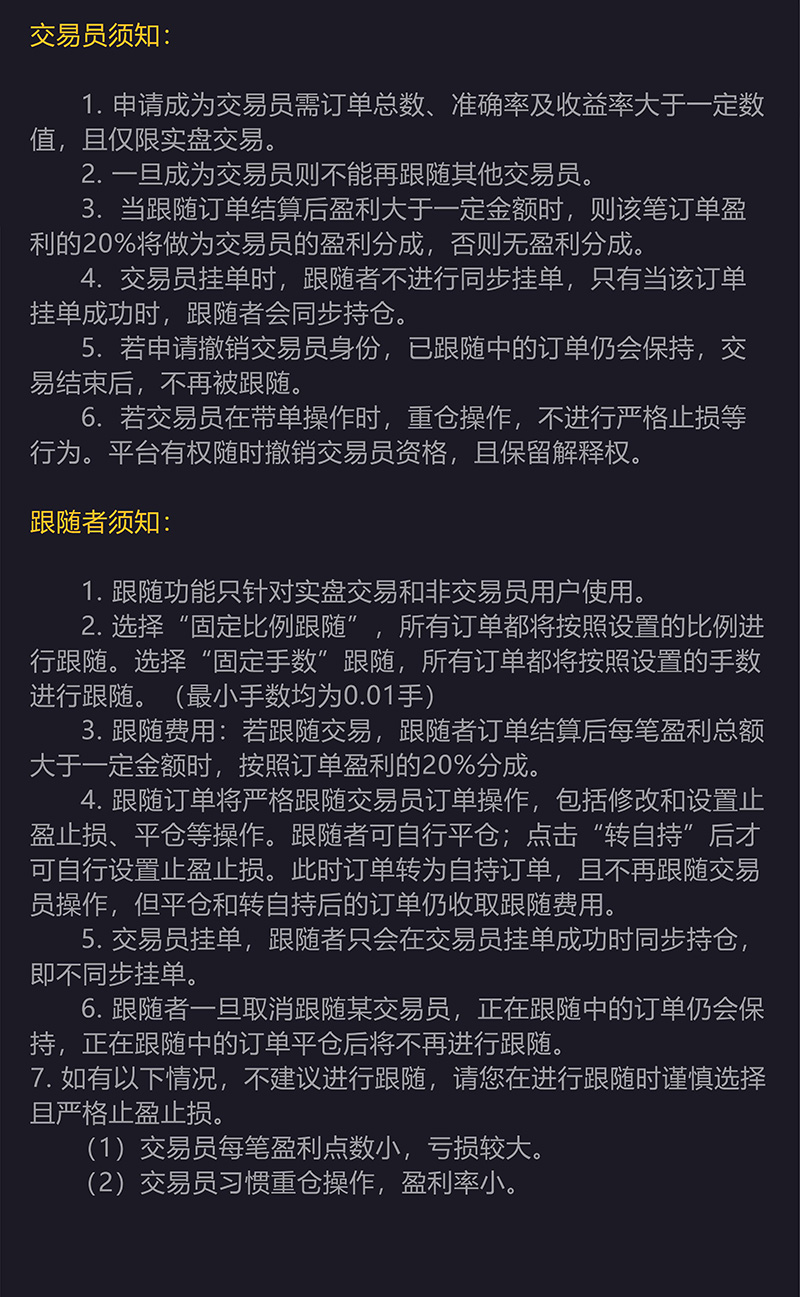 交易员须知：
1. 申请成为交易员需订单总数、准确率及收益率大于一定数
值，且仅限实盘交易。
2. 一旦成为交易员则不能再跟随其他交易员。
3. 当跟随订单结算后盈利大于一定金额时，则该笔订单盈
利的20%将做为交易员的盈利分成，否则无盈利分成。
4. 交易员挂单时，跟随者不进行同步挂单，只有当该订单
挂单成功时，跟随者会同步持仓。
5. 若申请撤销交易员身份，已跟随中的订单仍会保持，交
易结束后，不再被跟随。
6. 若交易员在带单操作时，重仓操作，不进行严格止损等
行为。平台有权随时撤销交易员资格，且保留解释权。
跟随者须知：
1. 跟随功能只针对实盘交易和非交易员用户使用。
2. 选择“固定比例跟随”，所有订单都将按照设置的比例进
行跟随。选择“固定手数”跟随，所有订单都将按照设置的手数
进行跟随。（最小手数均为0.01手）
3. 跟随费用：若跟随交易，跟随者订单结算后每笔盈利总额
大于一定金额时，按照订单盈利的20%分成。
4. 跟随订单将严格跟随交易员订单操作，包括修改和设置止
盈止损、平仓等操作。跟随者可自行平仓；点击“转自持”后才
可自行设置止盈止损。此时订单转为自持订单，且不再跟随交易
员操作，但平仓和转自持后的订单仍收取跟随费用。
5. 交易员挂单，跟随者只会在交易员挂单成功时同步持仓，
即不同步挂单。
6. 跟随者一旦取消跟随某交易员，正在跟随中的订单仍会保
持，正在跟随中的订单平仓后将不再进行跟随。
7. 如有以下情况，不建议进行跟随，请您在进行跟随时谨慎选择
且严格止盈止损。
（1）交易员每笔盈利点数小，亏损较大。
（2）交易员习惯重仓操作，盈利率小。